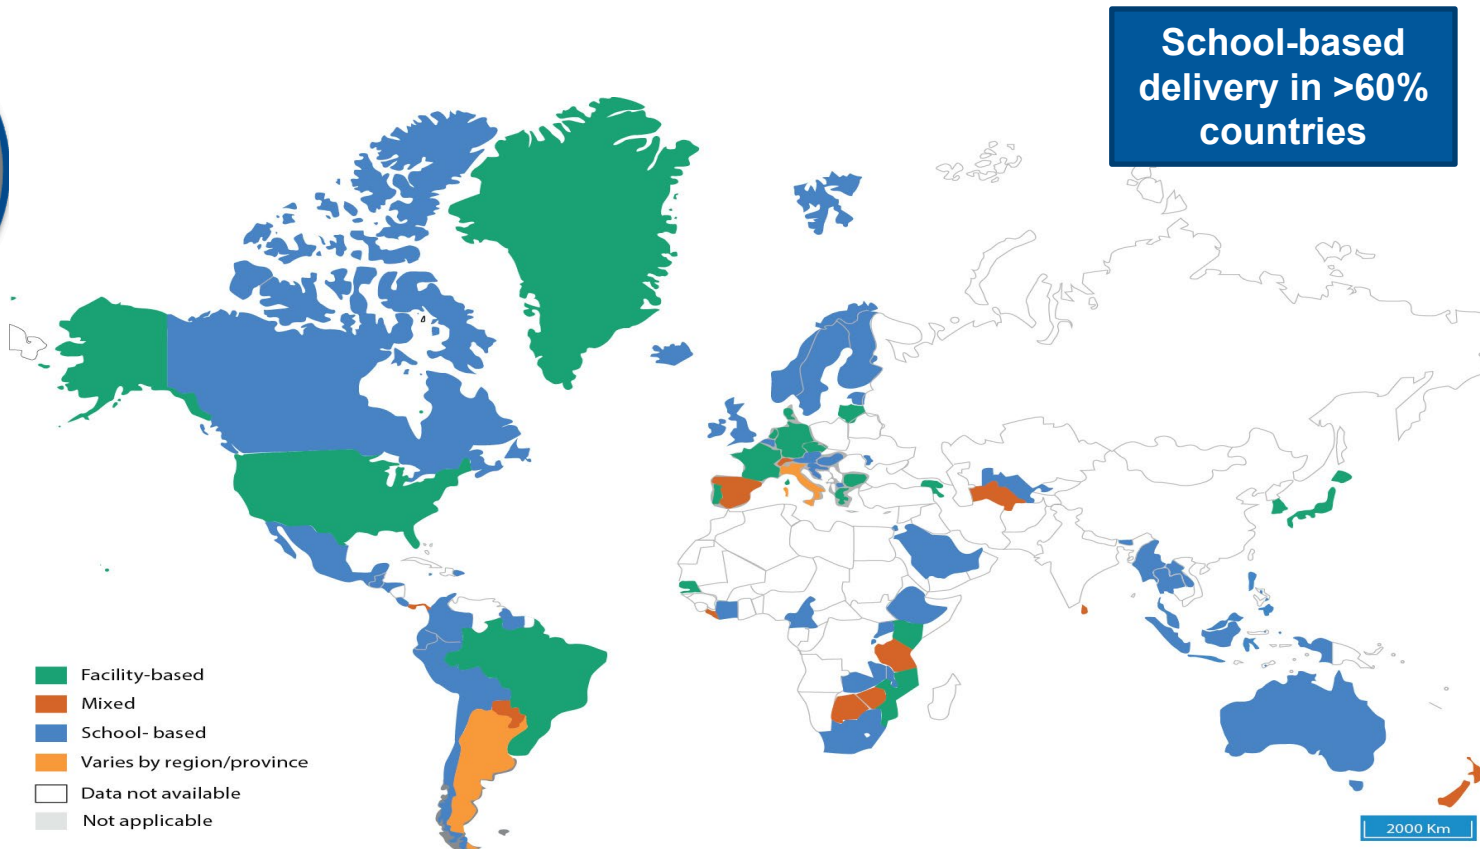 School-based
delivery in >60%
countries
Facility-based
Mixed
School- based
Varies by region/province
Data not available
Not applicable
2000 Km